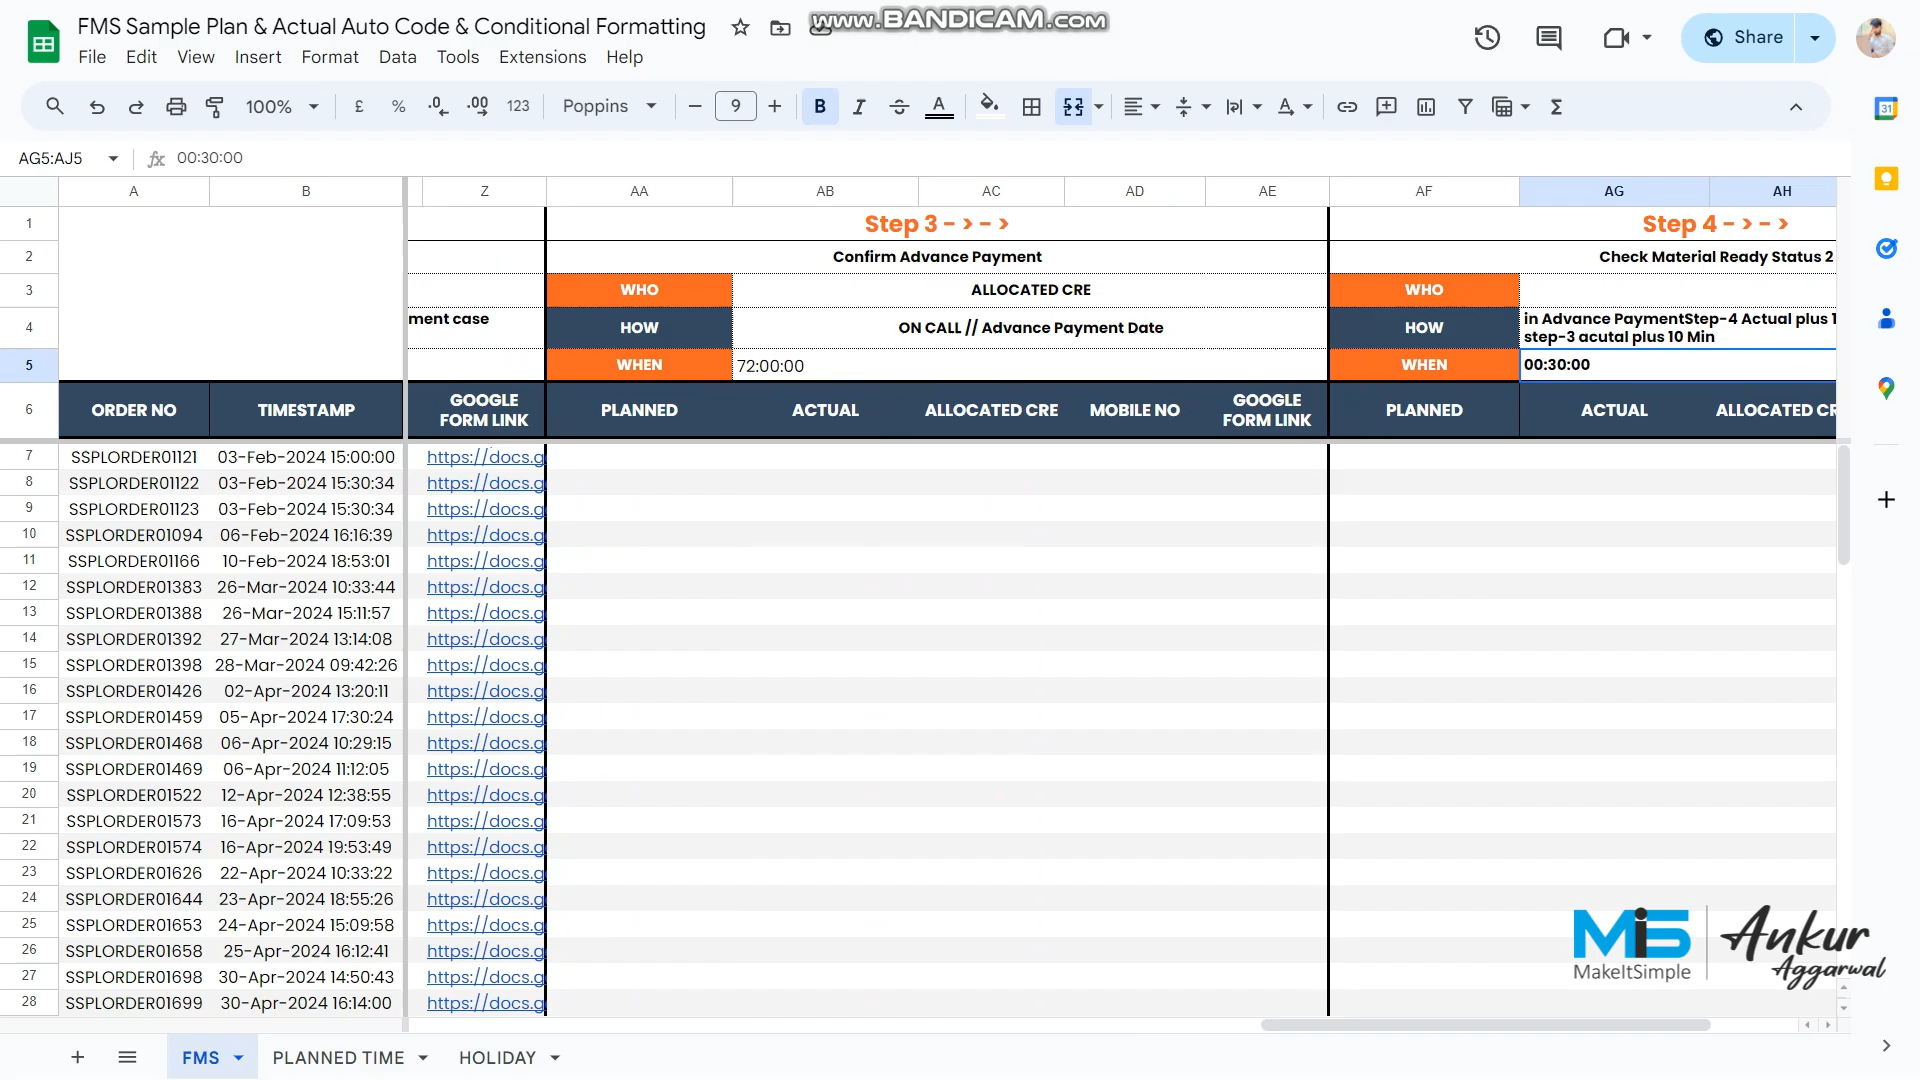 FMS Sample Plan & Actual Auto Code & Conditional Formatting
www.BANDICAM.com
File Edit View Insert Format Data Tools Extensions Help
Share
100% £ % .0 .00 123 Poppins 9 B I A Σ
31
AG5:AJ5 fx 00:30:00
A B Z AA AB AC AD AE AF AG AH
1 Step 3 - > - > Step 4 - > - >
2 Confirm Advance Payment Check Material Ready Status 2
3 WHO ALLOCATED CRE WHO
4 ment case HOW ON CALL // Advance Payment Date HOW in Advance PaymentStep-4 Actual plus 1
step-3 acutal plus 10 Min
5 WHEN 72:00:00 WHEN 00:30:00
6 ORDER NO TIMESTAMP GOOGLE FORM LINK PLANNED ACTUAL ALLOCATED CRE MOBILE NO GOOGLE FORM LINK PLANNED ACTUAL ALLOCATED CR
7 SSPLORDER01121 03-Feb-2024 15:00:00 https://docs.g
8 SSPLORDER01122 03-Feb-2024 15:30:34 https://docs.g
9 SSPLORDER01123 03-Feb-2024 15:30:34 https://docs.g
10 SSPLORDER01094 06-Feb-2024 16:16:39 https://docs.g
11 SSPLORDER01166 10-Feb-2024 18:53:01 https://docs.g
12 SSPLORDER01383 26-Mar-2024 10:33:44 https://docs.g
13 SSPLORDER01388 26-Mar-2024 15:11:57 https://docs.g
14 SSPLORDER01392 27-Mar-2024 13:14:08 https://docs.g
15 SSPLORDER01398 28-Mar-2024 09:42:26 https://docs.g
16 SSPLORDER01426 02-Apr-2024 13:20:11 https://docs.g
17 SSPLORDER01459 05-Apr-2024 17:30:24 https://docs.g
18 SSPLORDER01468 06-Apr-2024 10:29:15 https://docs.g
19 SSPLORDER01469 06-Apr-2024 11:12:05 https://docs.g
20 SSPLORDER01522 12-Apr-2024 12:38:55 https://docs.g
21 SSPLORDER01573 16-Apr-2024 17:09:53 https://docs.g
22 SSPLORDER01574 16-Apr-2024 19:53:49 https://docs.g
23 SSPLORDER01626 22-Apr-2024 10:33:22 https://docs.g
24 SSPLORDER01644 23-Apr-2024 18:55:26 https://docs.g
25 SSPLORDER01653 24-Apr-2024 15:09:58 https://docs.g
26 SSPLORDER01658 25-Apr-2024 16:12:41 https://docs.g
27 SSPLORDER01698 30-Apr-2024 14:50:43 https://docs.g
28 SSPLORDER01699 30-Apr-2024 16:14:00 https://docs.g
MiS
MakeItSimple
Ankur
Aggarwal
FMS PLANNED TIME HOLIDAY